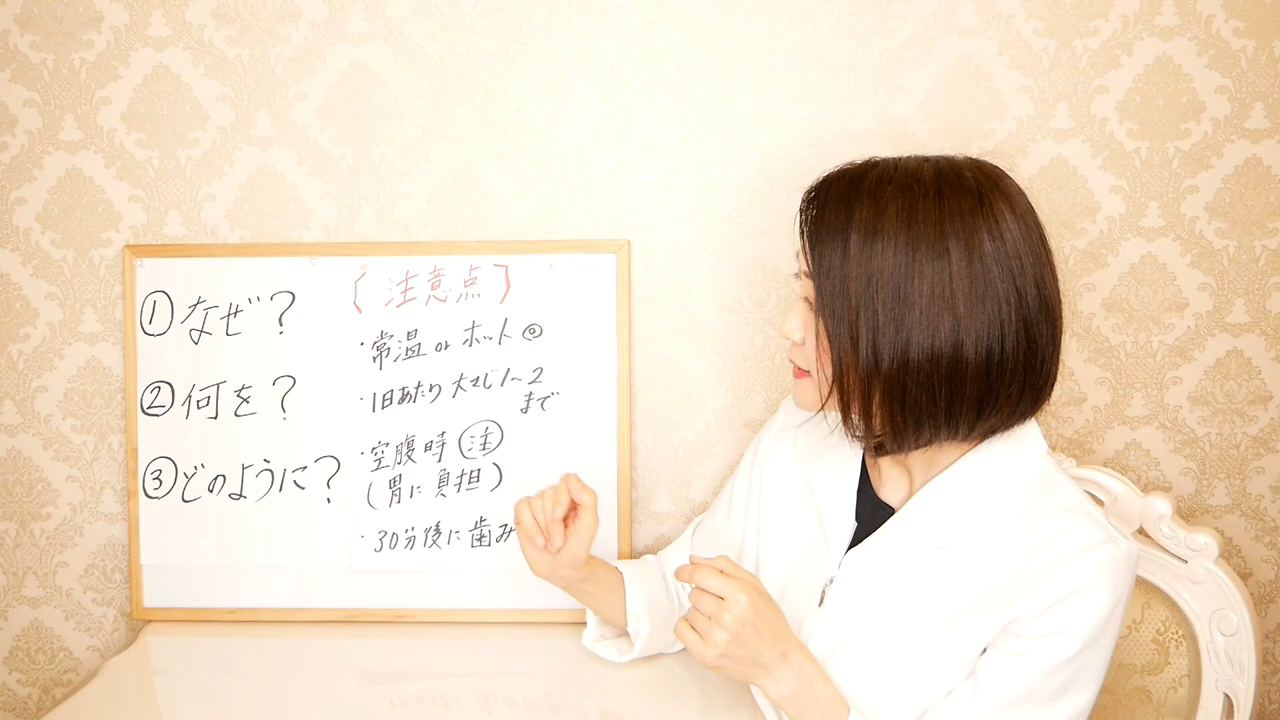 ①なぜ?
②何を?
③どのように?
[注意点]
・常温 or ホット◎
・1日あたり 大さじ1~2
まで
・空腹時 注
(胃に負担)
・30分後に歯み